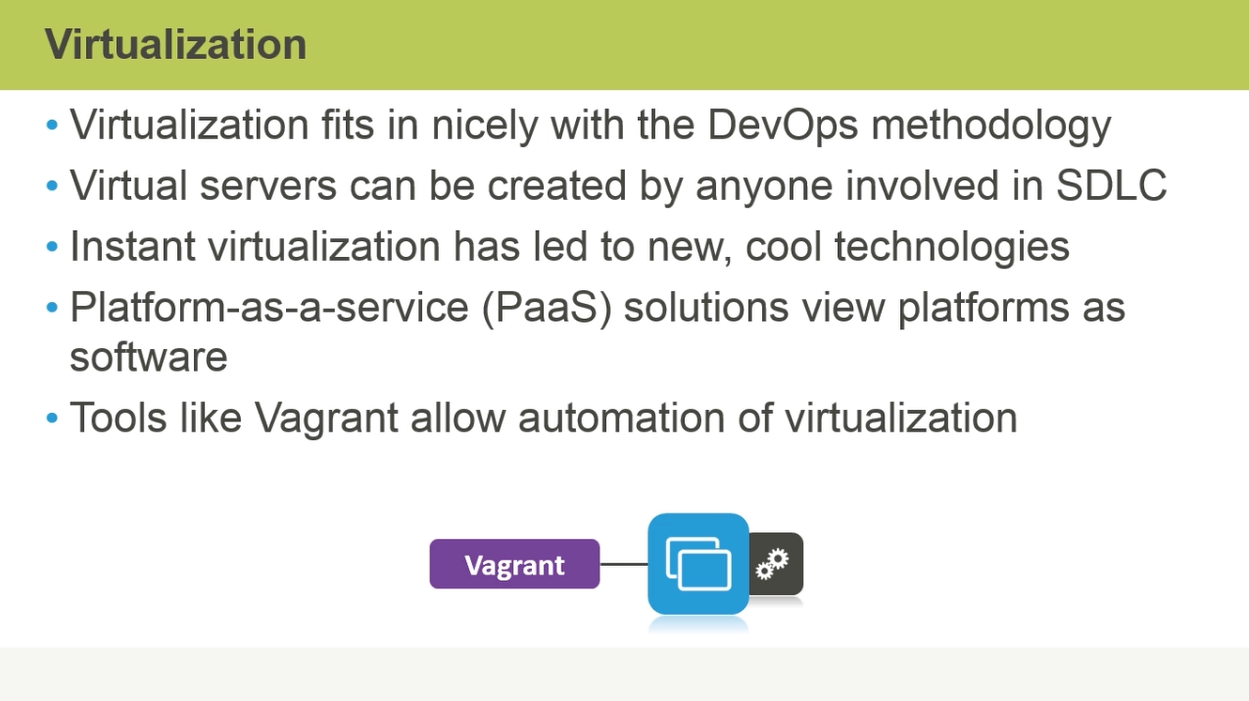 Virtualization
• Virtualization fits in nicely with the DevOps methodology
• Virtual servers can be created by anyone involved in SDLC
• Instant virtualization has led to new, cool technologies
• Platform-as-a-service (PaaS) solutions view platforms as
software
• Tools like Vagrant allow automation of virtualization
Vagrant